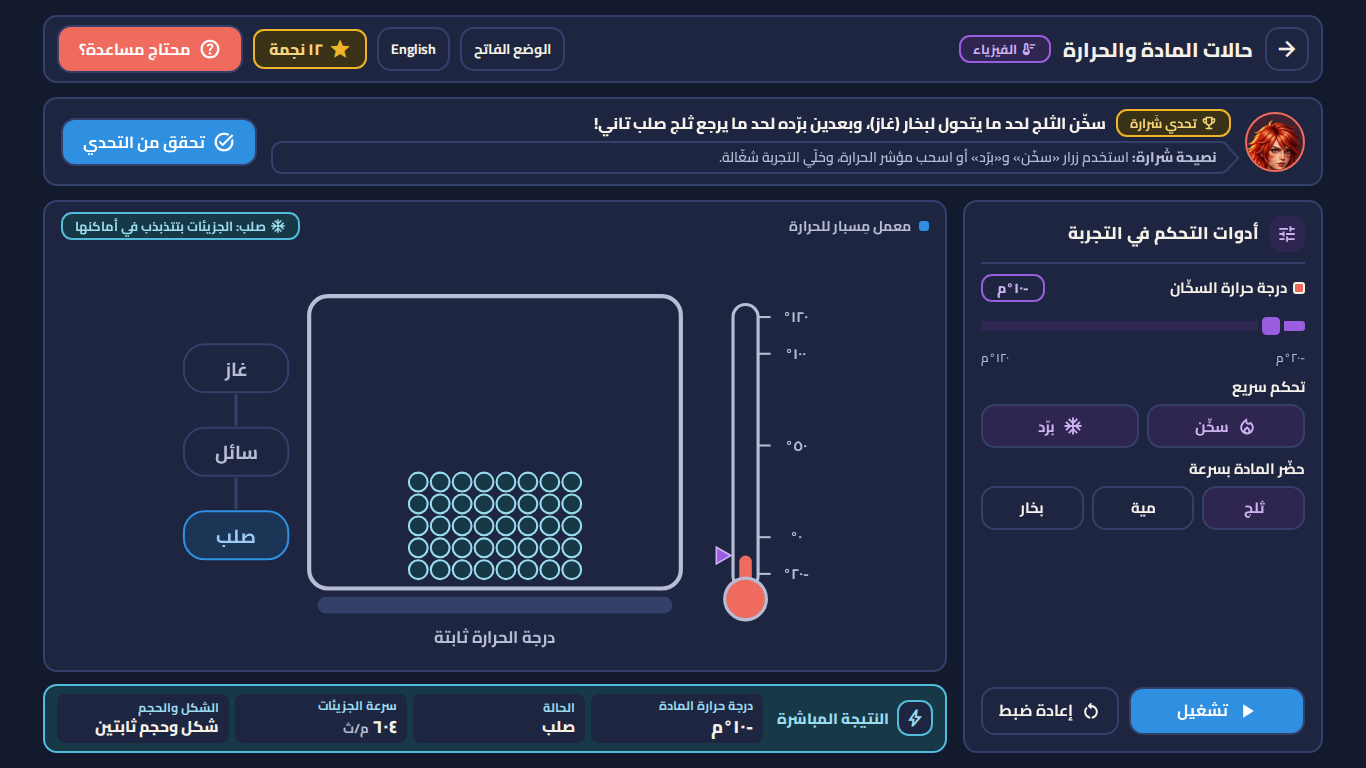 حالات المادة والحرارة
الفيزياء
الوضع الفاتح
English
١٢ نجمة
محتاج مساعدة؟
تحدي شرارة
سخّن الثلج لحد ما يتحول لبخار (غاز)، وبعدين برّده لحد ما يرجع ثلج صلب تاني!
نصيحة شرارة: استخدم زرار «سخّن» و«برّد» أو اسحب مؤشر الحرارة، وخلّي التجربة شغّالة.
تحقق من التحدي
أدوات التحكم في التجربة
درجة حرارة السخّان
-١٠°م
-٢٠°م
١٢٠°م
تحكم سريع
سخّن
برّد
حضّر المادة بسرعة
ثلج
مية
بخار
تشغيل
إعادة ضبط
معمل مِسبار للحرارة
صلب: الجزيئات بتتذبذب في أماكنها
١٢٠°
١٠٠°
٥٠°
٠°
-٢٠°
غاز
سائل
صلب
درجة الحرارة ثابتة
النتيجة المباشرة
درجة حرارة المادة
-١٠°م
الحالة
صلب
سرعة الجزيئات
٦٠٤ م/ث
الشكل والحجم
شكل وحجم ثابتين